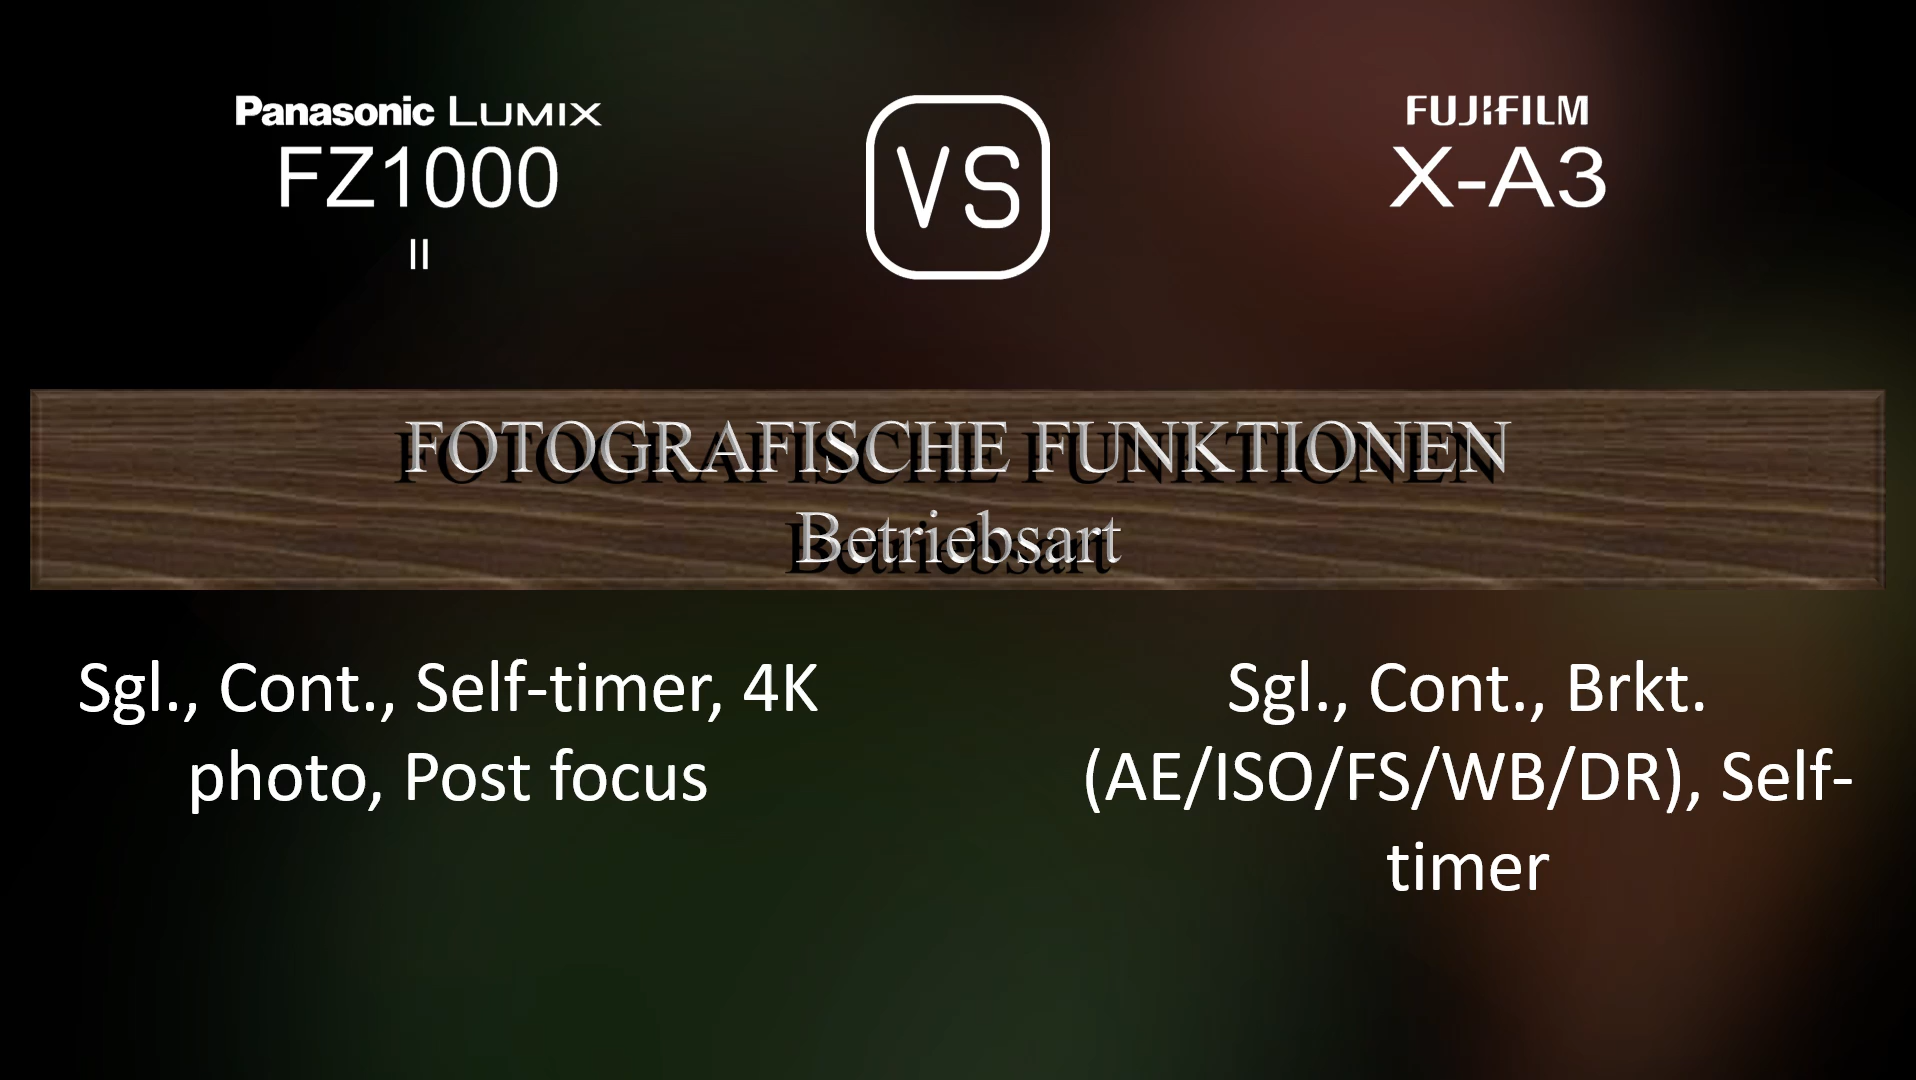 Panasonic LUMIX
FZ1000
II
VS
FUJIFILM
X-A3
FOTOGRAFISCHE FUNKTIONEN
Betriebsart
Sgl., Cont., Self-timer, 4K
photo, Post focus
Sgl., Cont., Brkt.
(AE/ISO/FS/WB/DR), Self-
timer